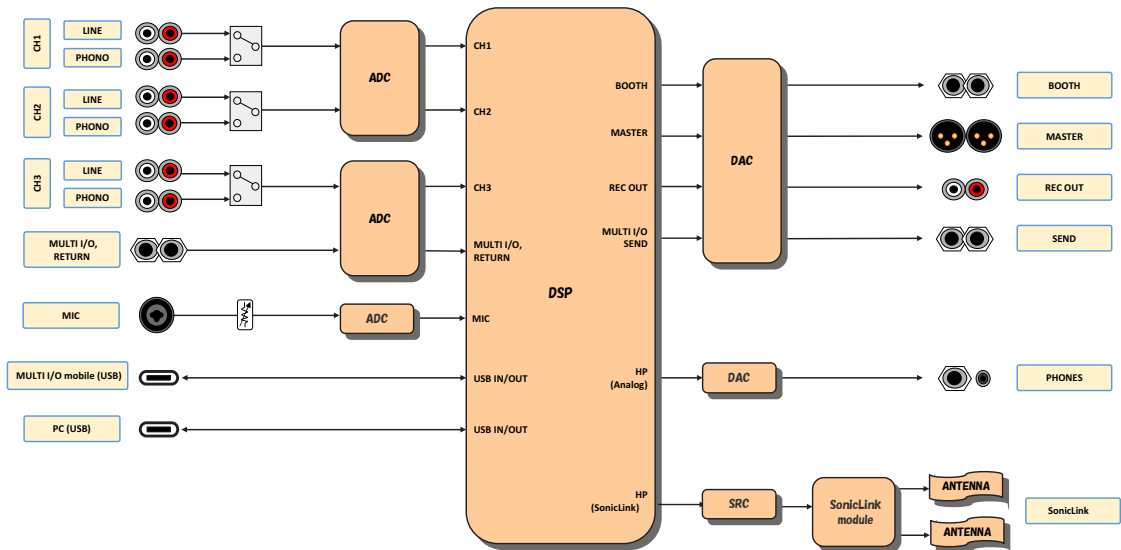 CH1
LINE
PHONO
CH2
LINE
PHONO
CH3
LINE
PHONO
MULTI I/O,
RETURN
MIC
MULTI I/O mobile (USB)
PC (USB)
ADC
ADC
ADC
CH1
CH2
CH3
MULTI I/O,
RETURN
MIC
USB IN/OUT
USB IN/OUT
DSP
BOOTH
MASTER
REC OUT
MULTI I/O
SEND
HP
(Analog)
HP
(SonicLink)
DAC
DAC
SRC
SonicLink
module
ANTENNA
ANTENNA
BOOTH
MASTER
REC OUT
SEND
PHONES
SonicLink